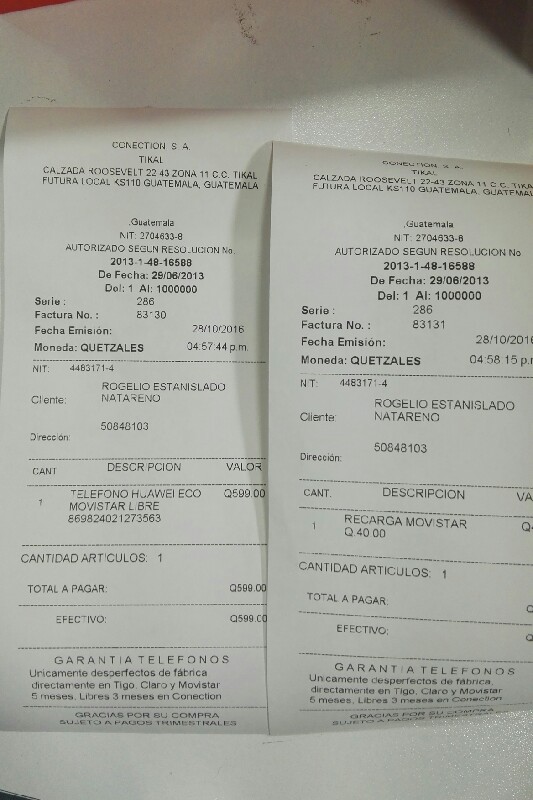 CONECTION S. A.
TIKAL
CALZADA ROOSEVELT 22-43 ZONA 11 C.C. TIKAL
FUTURA LOCAL KS110 GUATEMALA, GUATEMALA
,Guatemala
NIT: 2704633-8
AUTORIZADO SEGUN RESOLUCION No.
2013-1-48-16588
De Fecha: 29/06/2013
Del: 1 Al: 1000000
Serie : 286
Factura No. : 83130
Fecha Emisión: 28/10/2016
Moneda: QUETZALES 04:57:44 p.m.
NIT: 4483171-4
ROGELIO ESTANISLADO
Cliente: NATARENO
50848103
Dirección:
CANT DESCRIPCION VALOR
1 TELEFONO HUAWEI ECO Q599.00
MOVISTAR LIBRE
869824021273563
CANTIDAD ARTICULOS: 1
TOTAL A PAGAR: Q599.00
EFECTIVO: Q599.00
GARANTIA TELEFONOS
Unicamente desperfectos de fábrica
directamente en Tigo, Claro y Movistar
5 meses, Libres 3 meses en Conection
GRACIAS POR SU COMPRA
SUJETO A PAGOS TRIMESTRALES
CONECTION, S. A.
TIKAL
CALZADA ROOSEVELT 22-43 ZONA 11 C.C. TIKA
FUTURA LOCAL KS110 GUATEMALA, GUATEMA
,Guatemala
NIT: 2704633-8
AUTORIZADO SEGUN RESOLUCION No.
2013-1-48-16588
De Fecha: 29/06/2013
Del: 1 Al: 1000000
Serie : 286
Factura No. : 83131
Fecha Emisión: 28/10/2016
Moneda: QUETZALES 04:58:15 p.m
NIT: 4483171-4
ROGELIO ESTANISLADO
Cliente: NATARENO
50848103
Dirección:
CANT. DESCRIPCION VA
1 RECARGA MOVISTAR Q4
Q.40.00
CANTIDAD ARTICULOS: 1
TOTAL A PAGAR:
EFECTIVO:
GARANTIA TELEFONOS
Unicamente desperfectos de fábrica,
directamente en Tigo, Claro y Movistar
5 meses, Libres 3 meses en Conection
GRACIAS POR SU COMPRA
SUJETO A PAGOS TRIMESTRALES